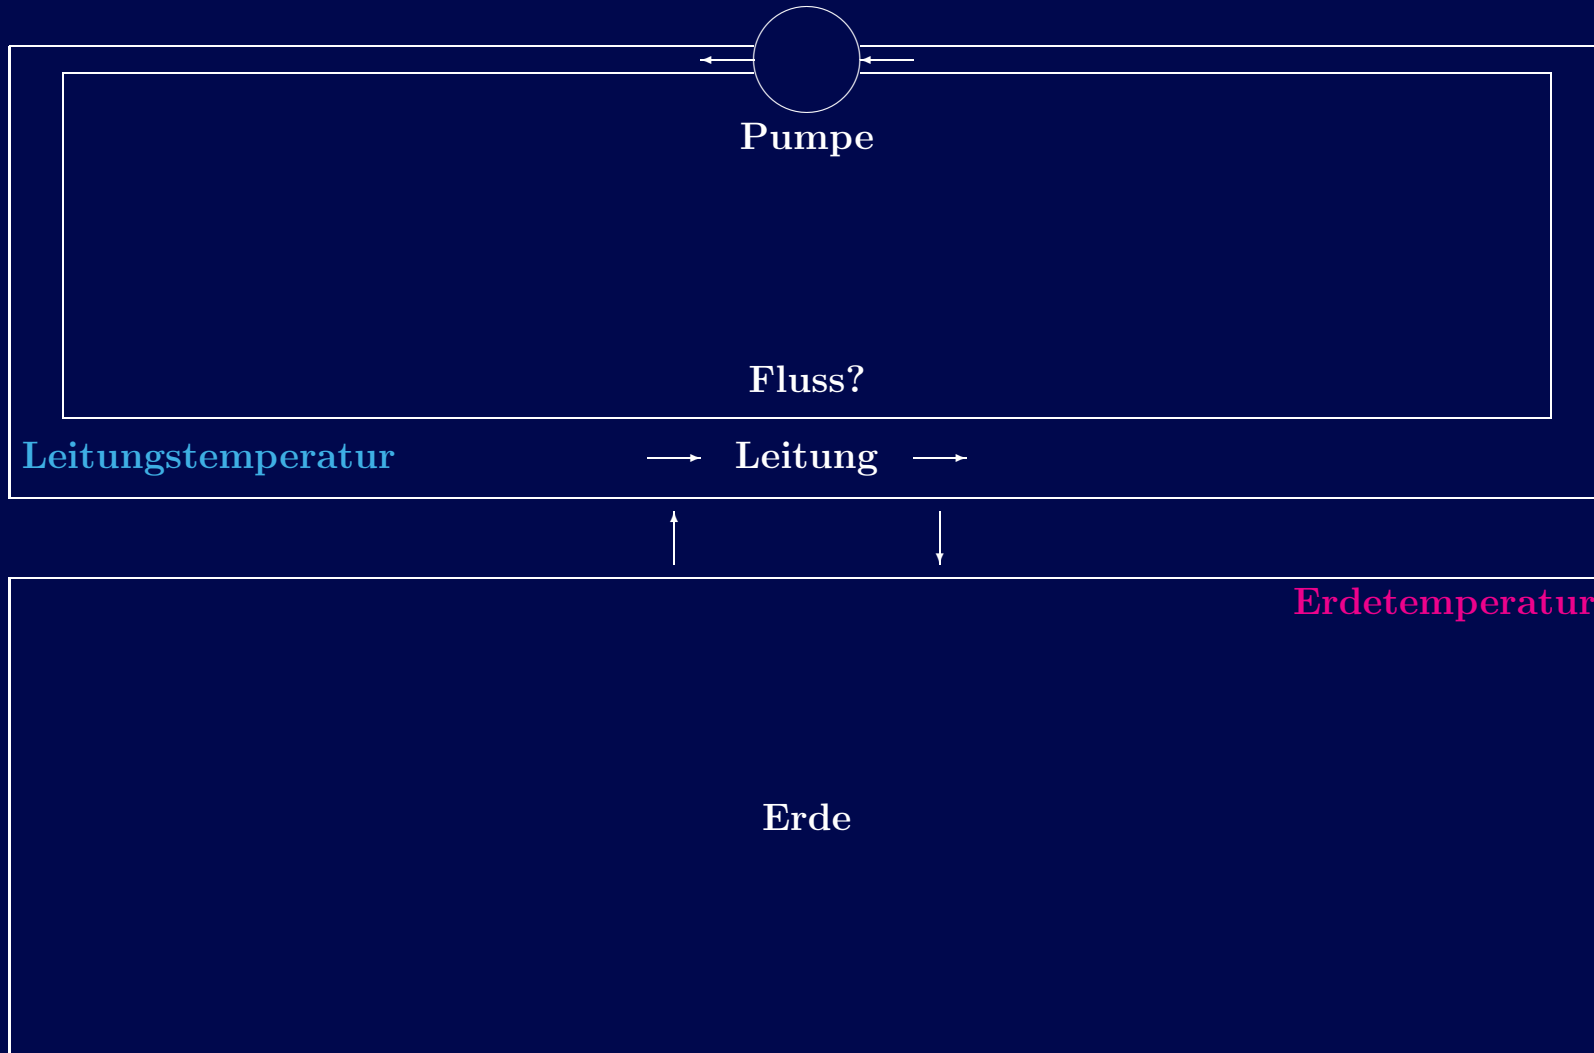 Pumpe
Fluss?
Leitungstemperatur
Leitung
Erdetemperatur
Erde